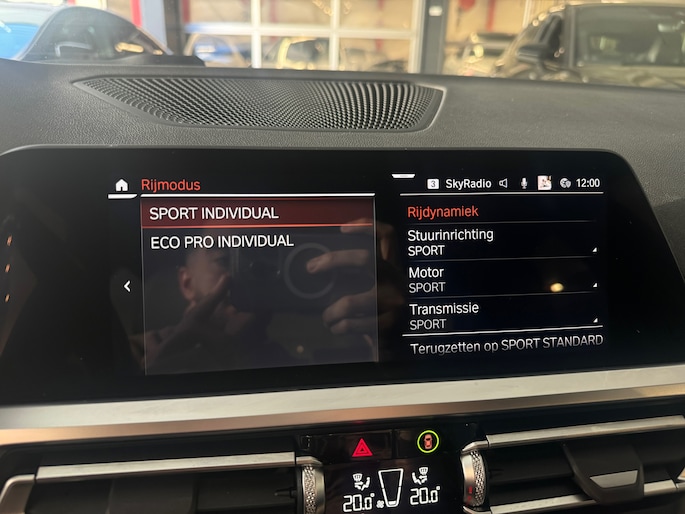 Rijmodus
3 SkyRadio 12:00
SPORT INDIVIDUAL
ECO PRO INDIVIDUAL
Rijdynamiek
Stuurinrichting
SPORT
Motor
SPORT
Transmissie
SPORT
Terugzetten op SPORT STANDARD
20.0 20.0